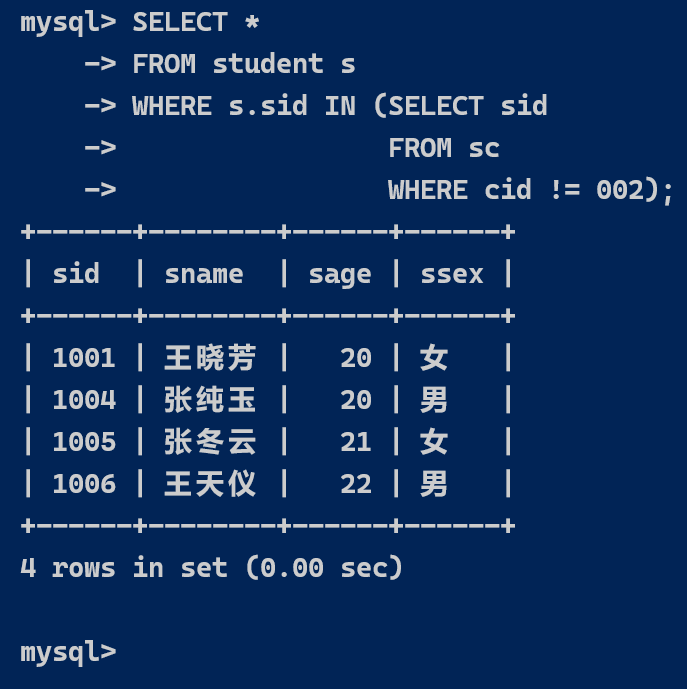 mysql> SELECT *
    -> FROM student s
    -> WHERE s.sid IN (SELECT sid
    ->                 FROM sc
    ->                 WHERE cid != 002);
+------+--------+------+------+
| sid  | sname  | sage | ssex |
+------+--------+------+------+
| 1001 | 王晓芳 |   20 | 女   |
| 1004 | 张纯玉 |   20 | 男   |
| 1005 | 张冬云 |   21 | 女   |
| 1006 | 王天仪 |   22 | 男   |
+------+--------+------+------+
4 rows in set (0.00 sec)

mysql>